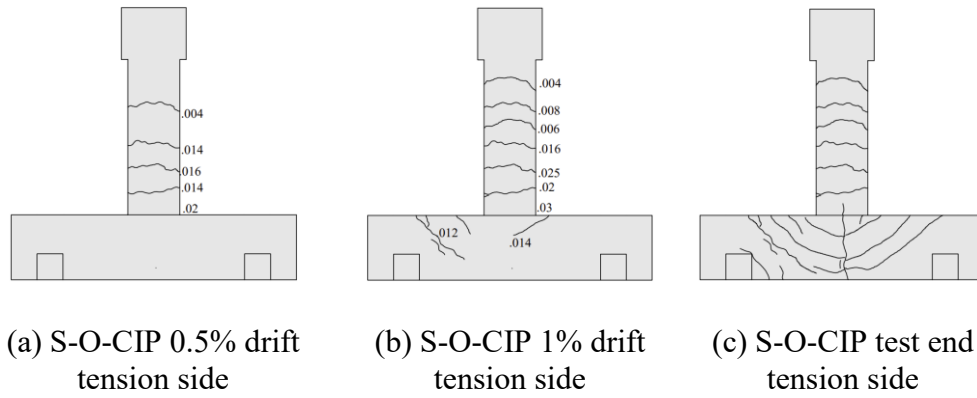 .004
.014
.016
.014
.02
.004
.008
.006
.016
.025
.02
.03
.012
.014
(a) S-O-CIP 0.5% drift
tension side
(b) S-O-CIP 1% drift
tension side
(c) S-O-CIP test end
tension side